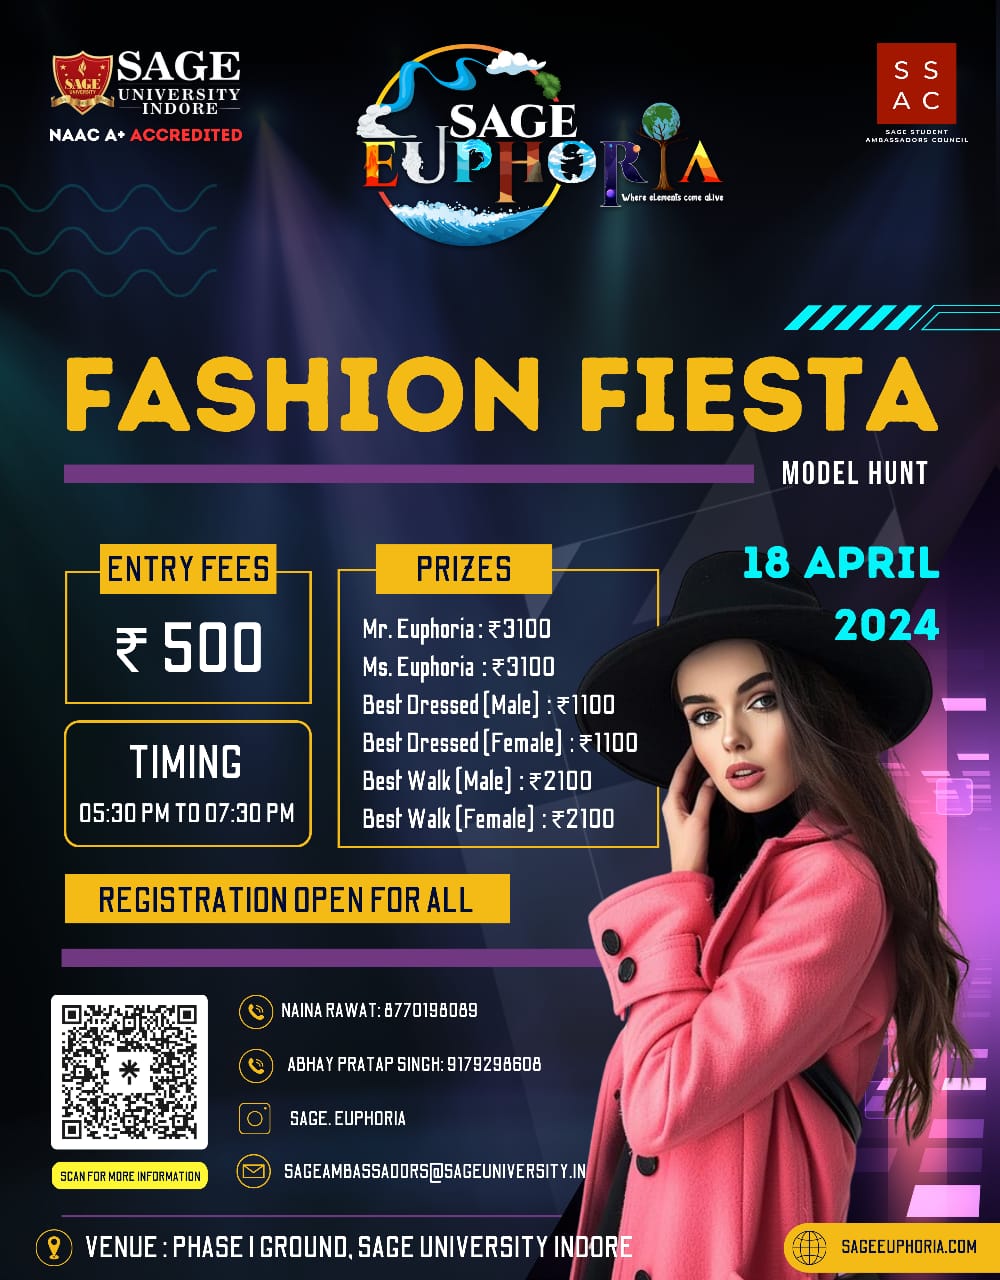 SAGE
UNIVERSITY
INDORE
NAAC A+ ACCREDITED
SAGE
UNIVERSITY
SAGE
EUPHORIA
Where elements come alive
S S
A C
SAGE STUDENT
AMBASSADORS COUNCIL
FASHION FIESTA
MODEL HUNT
18 APRIL
2024
ENTRY FEES
₹ 500
TIMING
05:30 PM TO 07:30 PM
PRIZES
Mr. Euphoria : ₹3100
Ms. Euphoria : ₹3100
Best Dressed (Male) : ₹1100
Best Dressed (Female) : ₹1100
Best Walk (Male) : ₹2100
Best Walk (Female) : ₹2100
REGISTRATION OPEN FOR ALL
NAINA RAWAT: 8770198089
ABHAY PRATAP SINGH: 9179298608
SAGE. EUPHORIA
SAGEAMBASSADORS@SAGEUNIVERSITY.IN
SCAN FOR MORE INFORMATION
VENUE : PHASE I GROUND, SAGE UNIVERSITY INDORE
SAGEEUPHORIA.COM